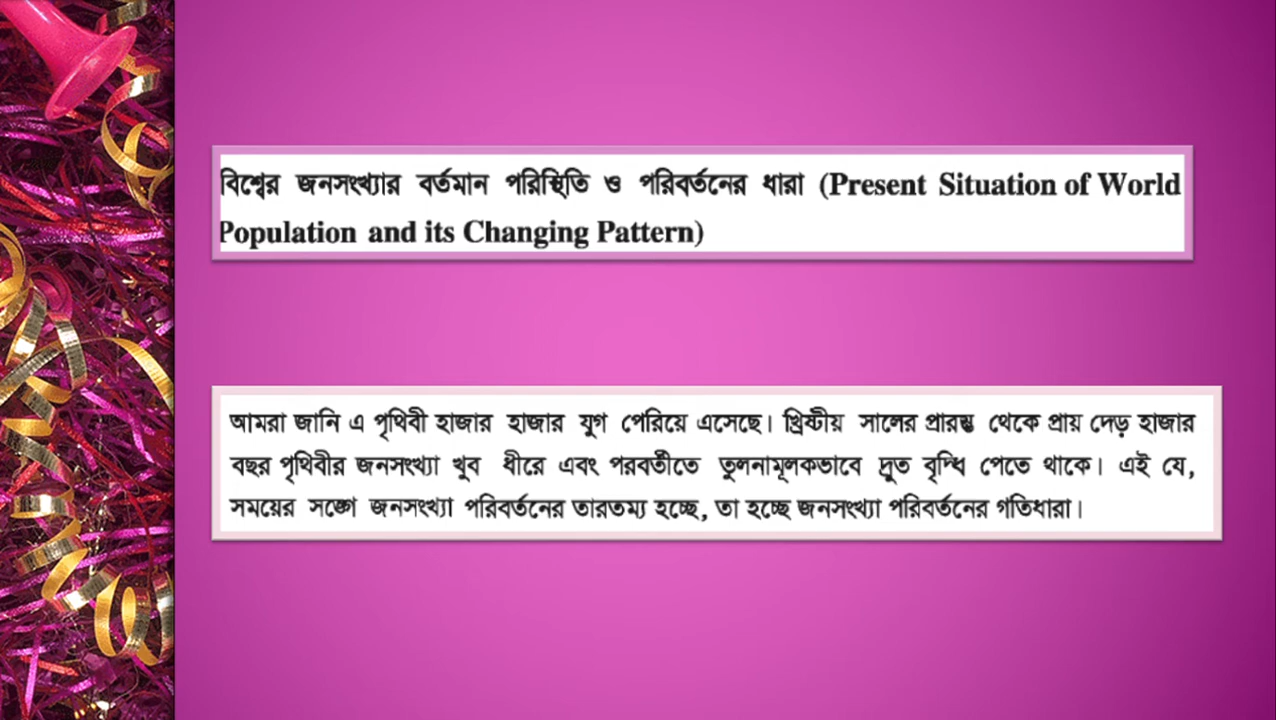 বিশ্বের জনসংখ্যার বর্তমান পরিস্থিতি ও পরিবর্তনের ধারা (Present Situation of World
Population and its Changing Pattern)
আমরা জানি এ পৃথিবী হাজার হাজার যুগ পেরিয়ে এসেছে। খ্রিষ্টীয় সালের প্রারম্ভ থেকে প্রায় দেড় হাজার
বছর পৃথিবীর জনসংখ্যা খুব ধীরে এবং পরবর্তীতে তুলনামূলকভাবে দ্রুত বৃদ্ধি পেতে থাকে। এই যে,
সময়ের সঙ্গে জনসংখ্যা পরিবর্তনের তারতম্য হচ্ছে, তা হচ্ছে জনসংখ্যা পরিবর্তনের গতিধারা।